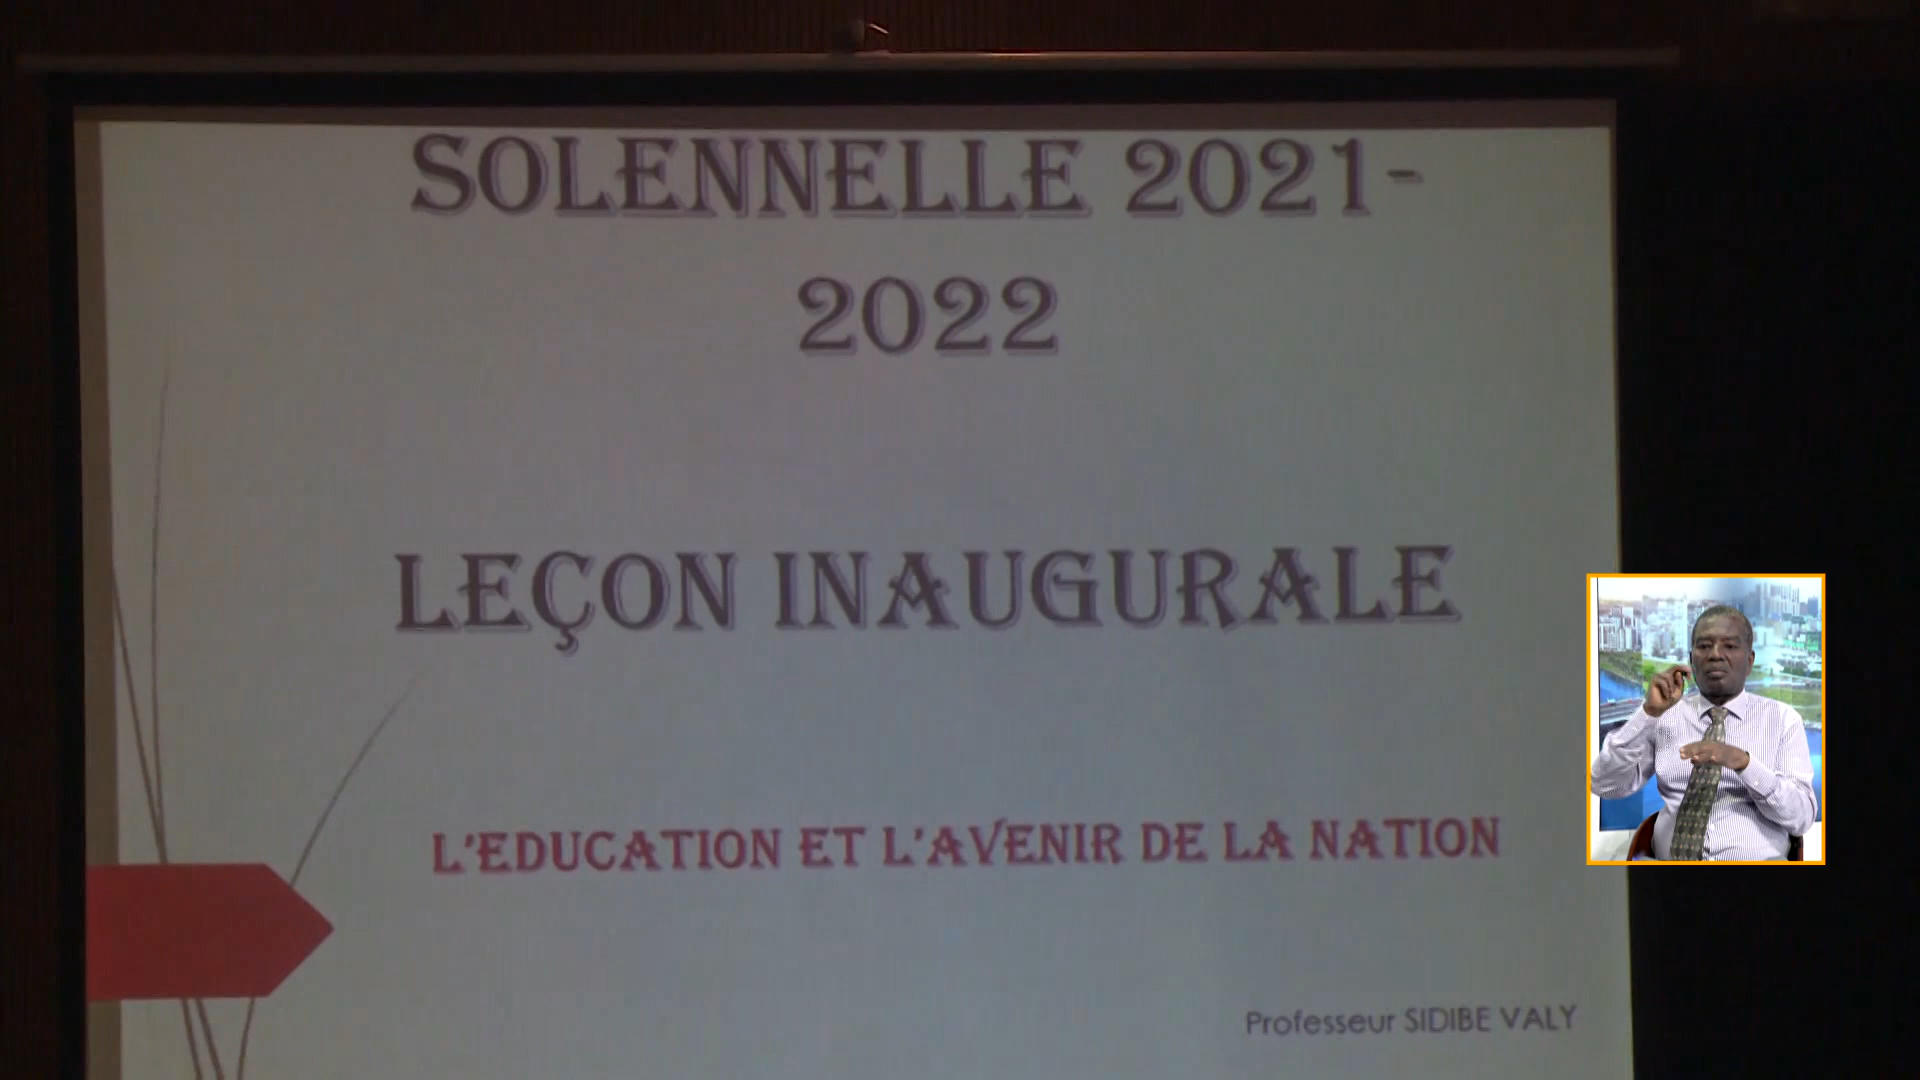 SOLENNELLE 2021-
2022
LEÇON INAUGURALE
L'EDUCATION ET L'AVENIR DE LA NATION
Professeur SIDIBE VALY